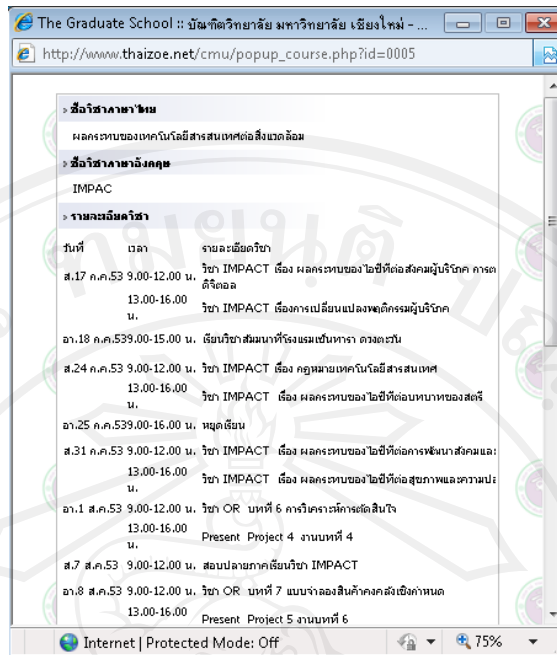 The Graduate School :: บัณฑิตวิทยาลัย มหาวิทยาลัย เชียงใหม่ - ...
http://www.thaizoe.net/cmu/popup_course.php?id=0005
» ชื่อวิชาภาษาไทย
ผลกระทบของเทคโนโลยีสารสนเทศต่อสิ่งแวดล้อม
» ชื่อวิชาภาษาอังกฤษ
IMPAC
» รายละเอียดวิชา
วันที่ เวลา รายละเอียดวิชา
ส.17 ก.ค.53 9.00-12.00 น. วิชา IMPACT เรื่อง ผลกระทบของไอซีทีต่อสังคมผู้บริโภค การต
ดิจิตอล
13.00-16.00 น. วิชา IMPACT เรื่องการเปลี่ยนแปลงพฤติกรรมผู้บริโภค
อา.18 ก.ค.539.00-15.00 น. เรียนวิชาสัมมนาที่โรงแรมเซ็นทารา ดวงตะวัน
ส.24 ก.ค.53 9.00-12.00 น. วิชา IMPACT เรื่อง กฎหมายเทคโนโลยีสารสนเทศ
13.00-16.00 น. วิชา IMPACT เรื่อง ผลกระทบของไอซีทีต่อบทบาทของสตรี
อา.25 ก.ค.539.00-16.00 น. หยุดเรียน
ส.31 ก.ค.53 9.00-12.00 น. วิชา IMPACT เรื่อง ผลกระทบของไอซีทีต่อการพัฒนาสังคมและ
13.00-16.00 น. วิชา IMPACT เรื่อง ผลกระทบของไอซีทีต่อสุขภาพและความปล
อา.1 ส.ค.53 9.00-12.00 น. วิชา OR บทที่ 6 การวิเคราะห์การตัดสินใจ
13.00-16.00 น. Present Project 4 งานบทที่ 4
ส.7 ส.ค.53 9.00-12.00 น. สอบปลายภาคเรียนวิชา IMPACT
อา.8 ส.ค.53 9.00-12.00 น. วิชา OR บทที่ 7 แบบจำลองสินค้าคงคลังเชิงกำหนด
13.00-16.00 Present Project 5 งานบทที่ 6
Internet | Protected Mode: Off 75%